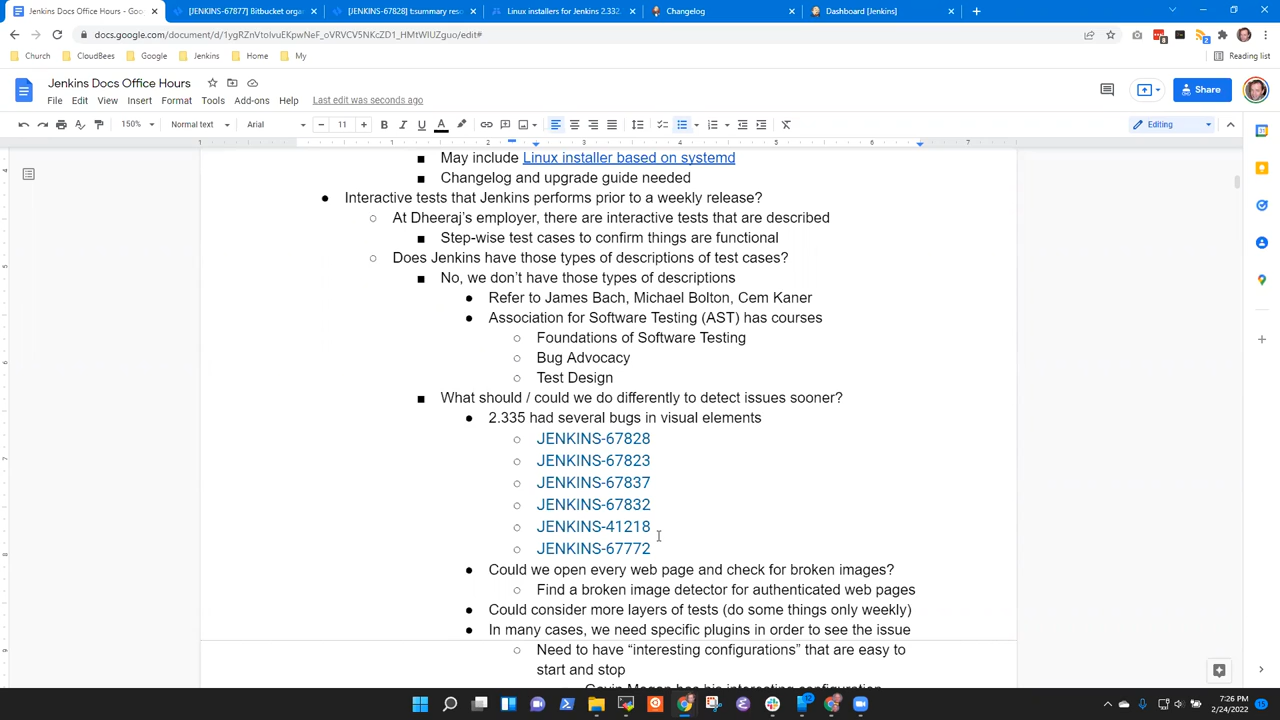 Jenkins Docs Office Hours - Goo
[JENKINS-67877] Bitbucket orga
[JENKINS-67828] t:summary reso
Linux installers for Jenkins 2.332.
Changelog
Dashboard [Jenkins]
docs.google.com/document/d/1ygRZnVtoIvuEKpwNeF_oVRVCV5NKcZD1_HMtWIUZguo/edit#
Church
CloudBees
Google
Jenkins
Home
My
Reading list
Jenkins Docs Office Hours
File Edit View Insert Format Tools Add-ons Help Last edit was seconds ago
Share
150% Normal text Arial 11 Editing
May include Linux installer based on systemd
Changelog and upgrade guide needed
Interactive tests that Jenkins performs prior to a weekly release?
At Dheeraj's employer, there are interactive tests that are described
Step-wise test cases to confirm things are functional
Does Jenkins have those types of descriptions of test cases?
No, we don't have those types of descriptions
Refer to James Bach, Michael Bolton, Cem Kaner
Association for Software Testing (AST) has courses
Foundations of Software Testing
Bug Advocacy
Test Design
What should / could we do differently to detect issues sooner?
2.335 had several bugs in visual elements
JENKINS-67828
JENKINS-67823
JENKINS-67837
JENKINS-67832
JENKINS-41218
JENKINS-67772
Could we open every web page and check for broken images?
Find a broken image detector for authenticated web pages
Could consider more layers of tests (do some things only weekly)
In many cases, we need specific plugins in order to see the issue
Need to have “interesting configurations” that are easy to
start and stop
Gavin Mogan has his interesting configuration
7:26 PM
2/24/2022